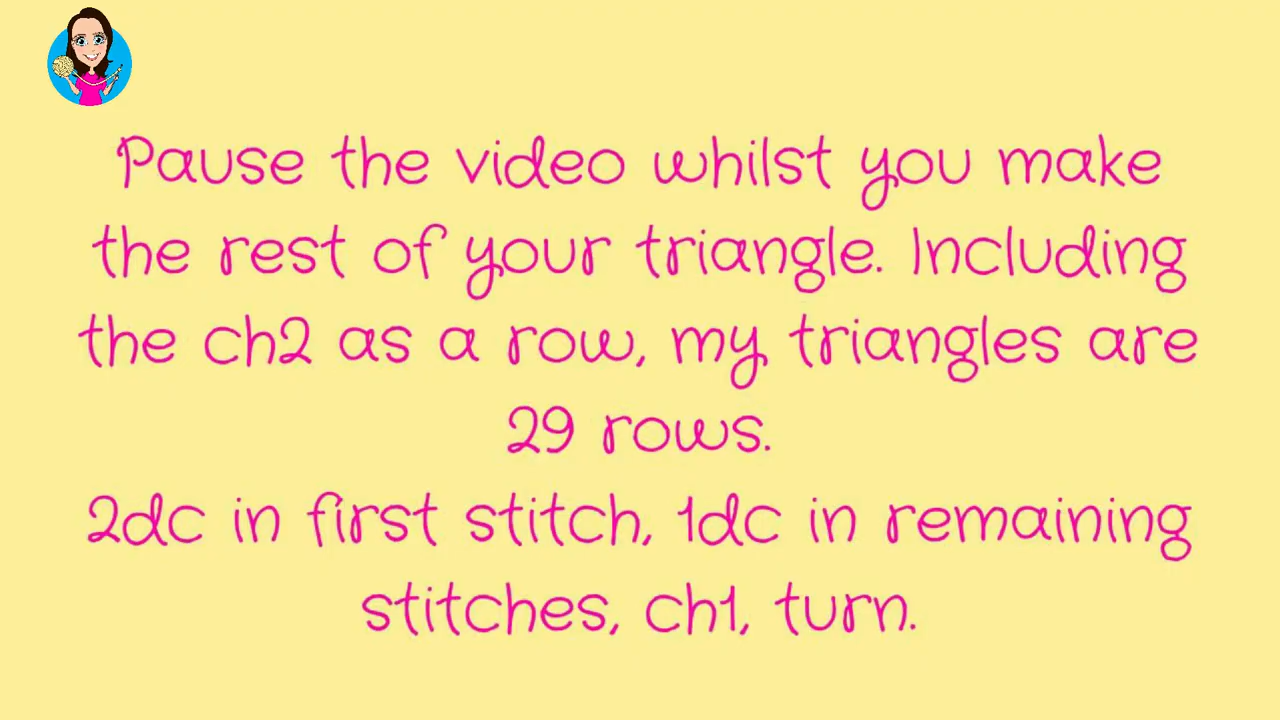 Pause the video whilst you make
the rest of your triangle. Including
the ch2 as a row, my triangles are
29 rows.
2dc in first stitch, 1dc in remaining
stitches, ch1, turn.